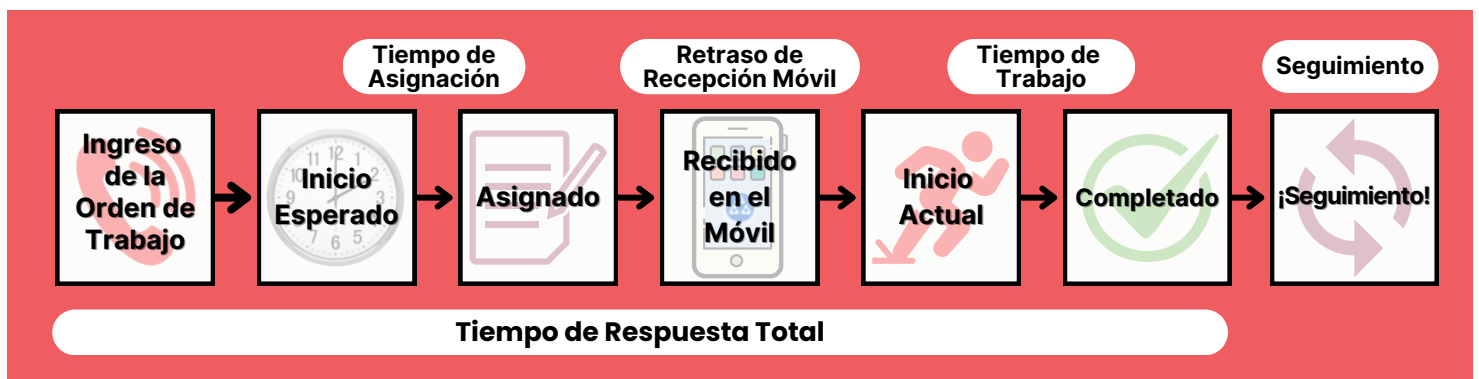 Tiempo de
Asignación
Retraso de
Recepción Móvil
Tiempo de
Trabajo
Seguimiento
Ingreso
de la
Orden de
Trabajo
Inicio
Esperado
Asignado
Recibido
en el
Móvil
Inicio
Actual
Completado
¡Seguimiento!
Tiempo de Respuesta Total